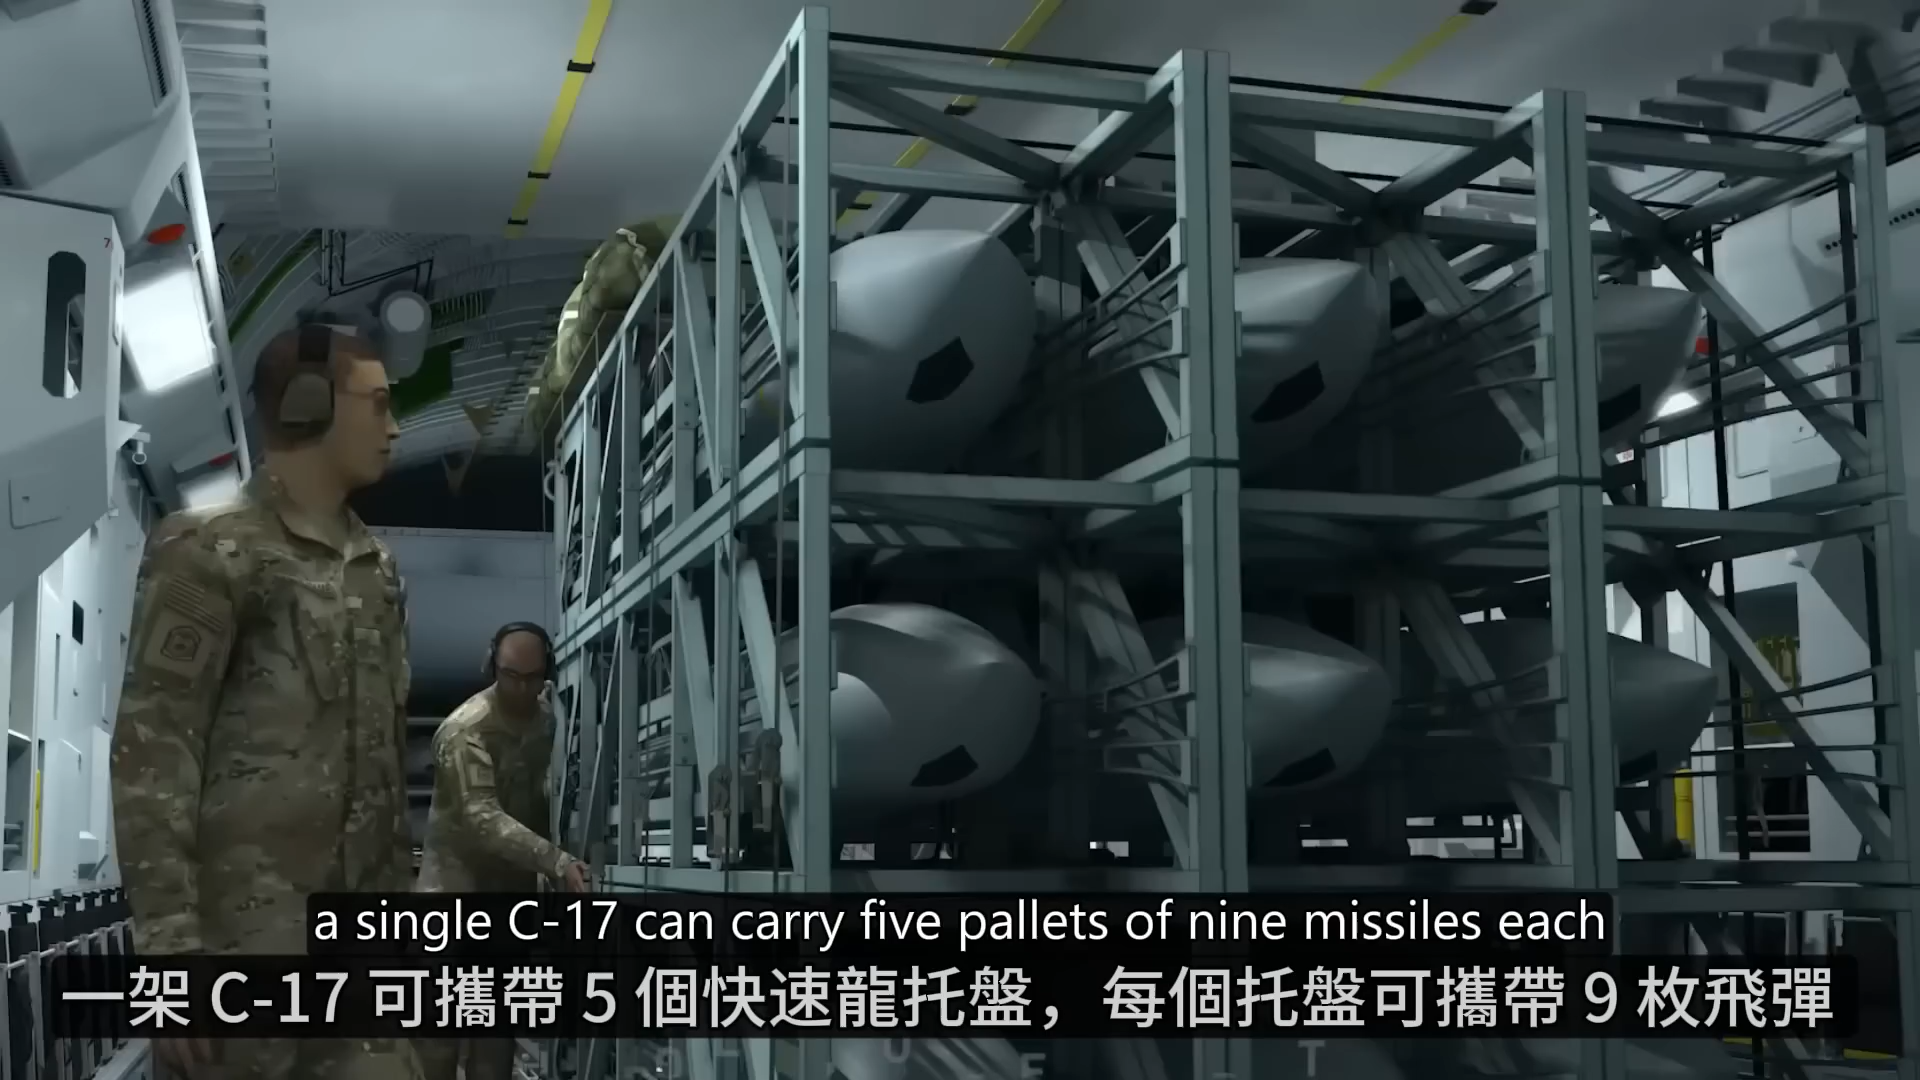 a single C-17 can carry five pallets of nine missiles each
一架 C-17 可攜帶 5 個快速龍托盤，每個托盤可攜帶 9 枚飛彈